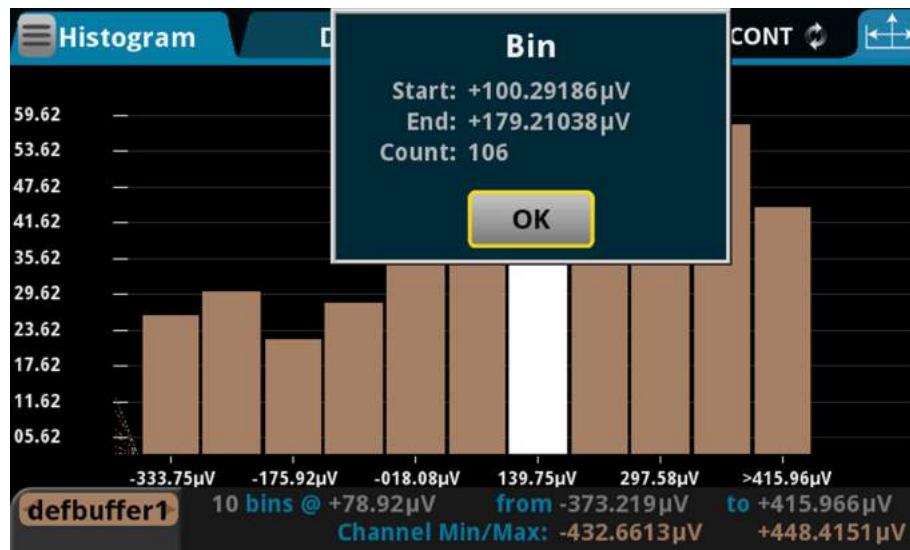 Histogram
CONT
Bin
Start: +100.29186µV
End: +179.21038µV
Count: 106
OK
59.62
53.62
47.62
41.62
35.62
29.62
23.62
17.62
11.62
05.62
-333.75µV -175.92µV -018.08µV 139.75µV 297.58µV >415.96µV
defbuffer1 10 bins @ +78.92µV from -373.219µV to +415.966µV
Channel Min/Max: -432.6613µV +448.4151µV